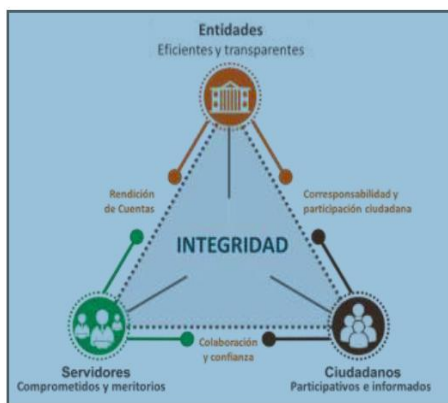 Entidades
Eficientes y transparentes
Rendición
de Cuentas
Corresponsabilidad y
participación ciudadana
INTEGRIDAD
Colaboración
y confianza
Servidores
Comprometidos y meritorios
Ciudadanos
Participativos e informados